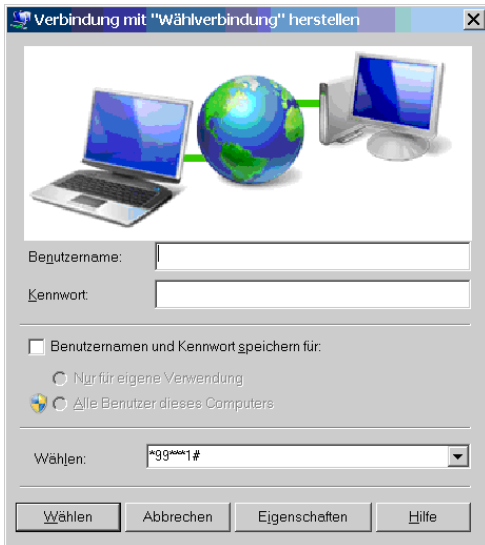 Verbindung mit "Wählverbindung" herstellen
Benutzername:
Kennwort:
Benutzernamen und Kennwort speichern für:
Nur für eigene Verwendung
Alle Benutzer dieses Computers
Wählen: *99***1#
Wählen Abbrechen Eigenschaften Hilfe